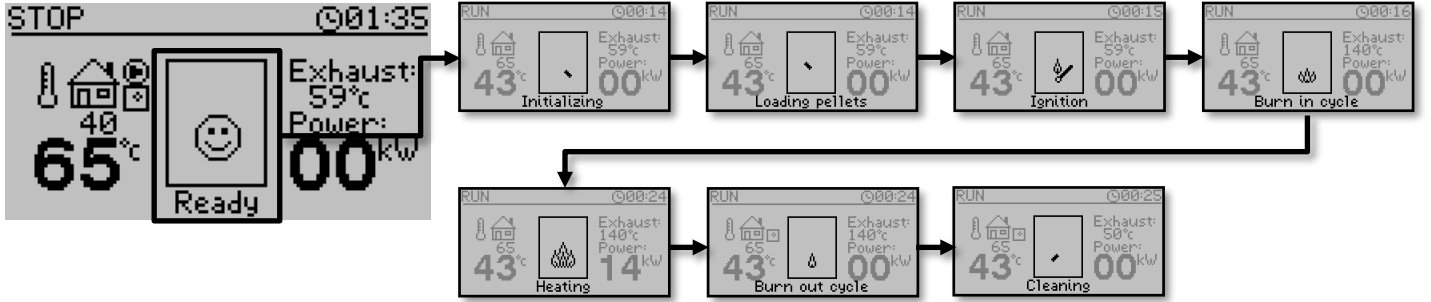 STOP 01:35
40
65°c
Ready
Exhaust:
59°c
Power:
00kW
RUN 00:14
65
43°c
Exhaust:
59°c
Power:
00kW
Initializing
RUN 00:14
65
43°c
Exhaust:
59°c
Power:
00kW
Loading pellets
RUN 00:15
65
43°c
Exhaust:
59°c
Power:
00kW
Ignition
RUN 00:16
65
43°c
Exhaust:
140°c
Power:
00kW
Burn in cycle
RUN 00:24
65
43°c
Exhaust:
140°c
Power:
14kW
Heating
RUN 00:24
65
43°c
Exhaust:
140°c
Power:
00kW
Burn out cycle
RUN 00:25
65
43°c
Exhaust:
50°c
Power:
00kW
Cleaning